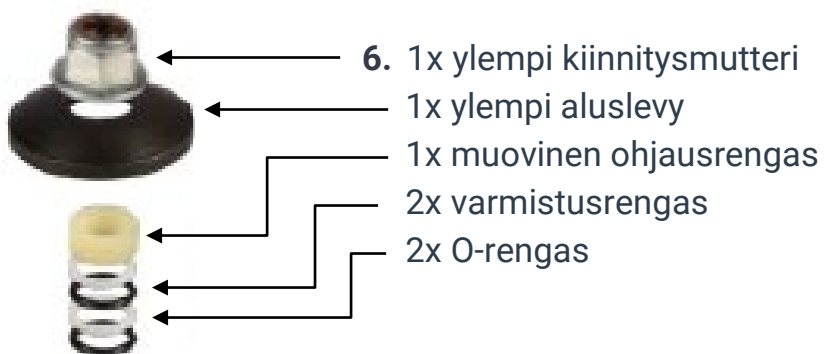 6. 1x ylempi kiinnitysmutteri
1x ylempi aluslevy
1x muovinen ohjausrengas
2x varmistusrengas
2x O-rengas